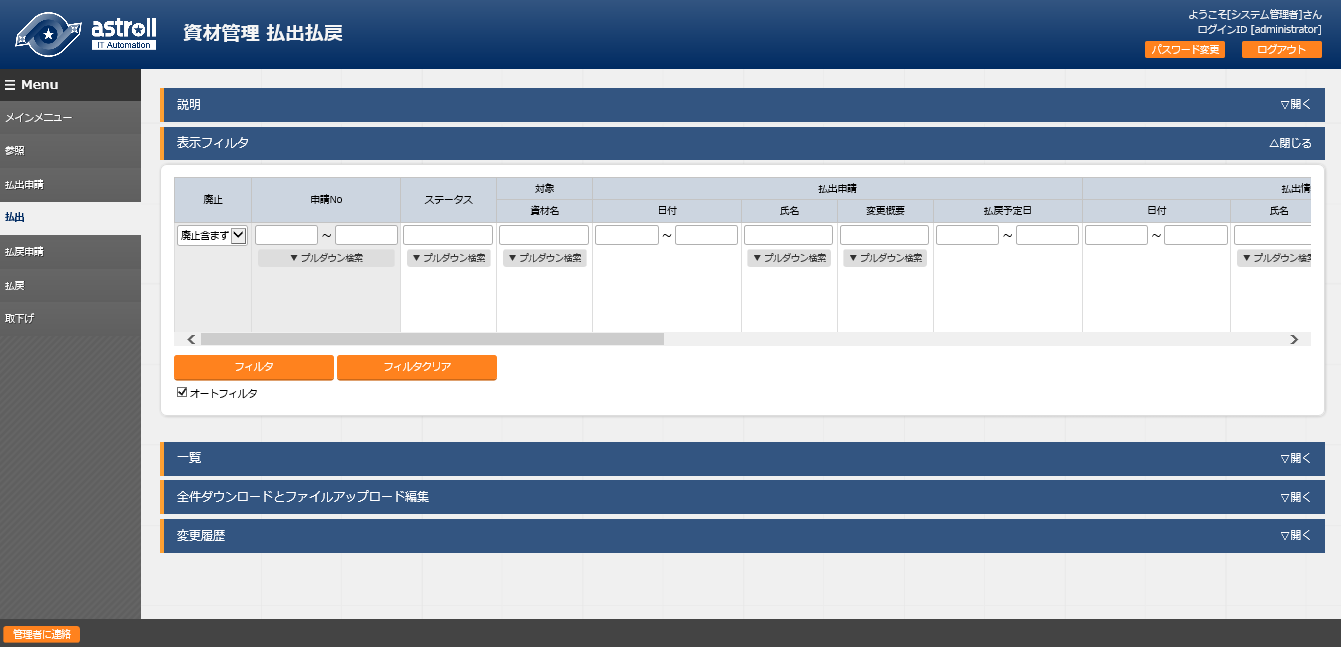 astroll
IT Automation
資材管理 払出払戻
ようこそ[システム管理者]さん
ログインID [administrator]
パスワード変更 ログアウト
☰ Menu
メインメニュー
参照
払出申請
払出
払戻申請
払戻
取下げ
説明 ▽開く
表示フィルタ △閉じる
廃止 申請No ステータス 対象 払出申請 払出情
資材名 日付 氏名 変更概要 払戻予定日 日付 氏名
廃止含まず ～ ～ ～ ～
▼プルダウン検索 ▼プルダウン検索 ▼プルダウン検索 ▼プルダウン検索 ▼プルダウン検索 ▼プルダウン検索
フィルタ フィルタクリア
オートフィルタ
一覧 ▽開く
全件ダウンロードとファイルアップロード編集 ▽開く
変更履歴 ▽開く
管理者に連絡